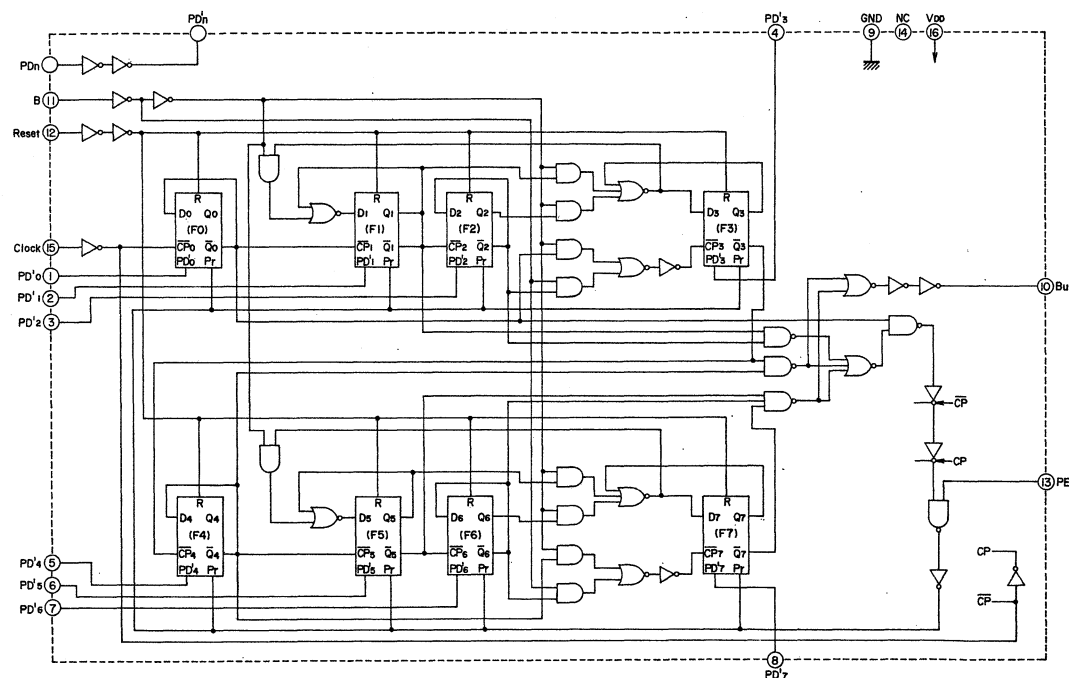 PD'n
PD'3
4
GND
9
NC
14
VDD
16
PDn
B 11
Reset 12
R
D0 Q0
(F0)
CP0 Q0
PD'0 Pr
R
D1 Q1
(F1)
CP1 Q1
PD'1 Pr
R
D2 Q2
(F2)
CP2 Q2
PD'2 Pr
R
D3 Q3
(F3)
CP3 Q3
PD'3 Pr
Clock 15
PD'0 1
PD'1 2
PD'2 3
10 Bu
CP
CP
13 PE
R
D4 Q4
(F4)
CP4 Q4
PD'4 Pr
R
D5 Q5
(F5)
CP5 Q5
PD'5 Pr
R
D6 Q6
(F6)
CP6 Q6
PD'6 Pr
R
D7 Q7
(F7)
CP7 Q7
PD'7 Pr
PD'4 5
PD'5 6
PD'6 7
CP
CP
8
PD'7